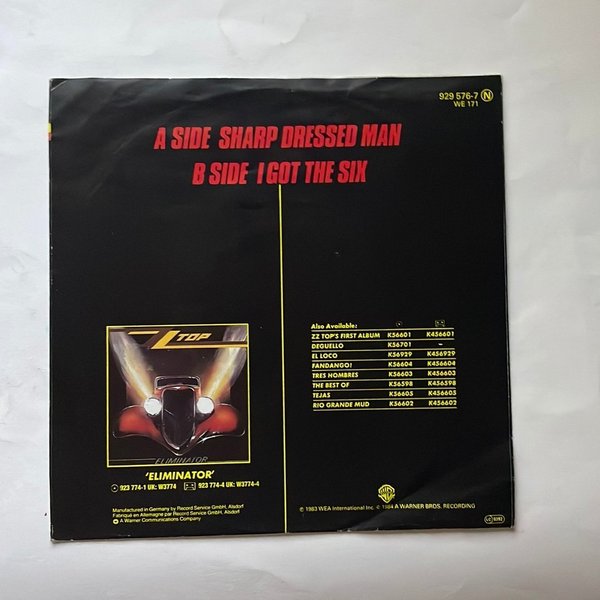 929 576-7 N
WE 171
A SIDE SHARP DRESSED MAN
B SIDE I GOT THE SIX
ZZ TOP
ELIMINATOR
'ELIMINATOR'
923 774-1 UK: W3774 923 774-4 UK: W3774-4
Manufactured in Germany by Record Service GmbH, Alsdorf
Fabriqué en Allemagne par Record Service GmbH, Alsdorf
A Warner Communications Company
Also Available:
ZZ TOP'S FIRST ALBUM K56601 K456601
DEGUELLO K56701 –
EL LOCO K56929 K456929
FANDANGO! K56604 K456604
TRES HOMBRES K56603 K456603
THE BEST OF K56598 K456598
TEJAS K56605 K456605
RIO GRANDE MUD K56602 K456602
℗ 1983 WEA International Inc. © 1984 A WARNER BROS. RECORDING
LC 0392